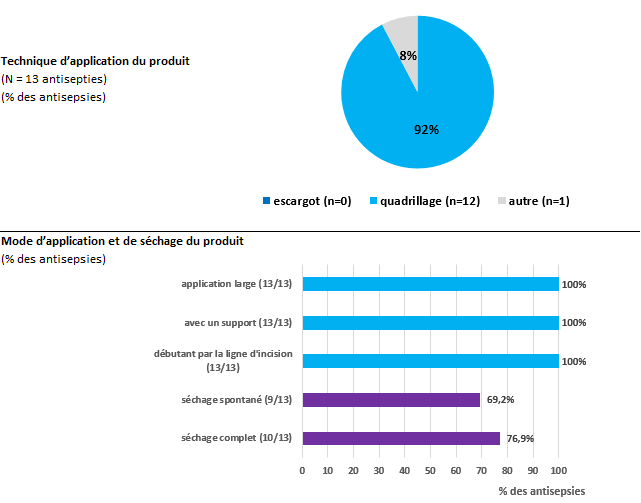 Technique d’application du produit
(N = 13 antisepties)
(% des antisepsies)
8%
92%
escargot (n=0) quadrillage (n=12) autre (n=1)
Mode d’application et de séchage du produit
(% des antisepsies)
application large (13/13) 100%
avec un support (13/13) 100%
débutant par la ligne d'incision
(13/13) 100%
séchage spontané (9/13) 69,2%
séchage complet (10/13) 76,9%
0 10 20 30 40 50 60 70 80 90 100
% des antisepsies